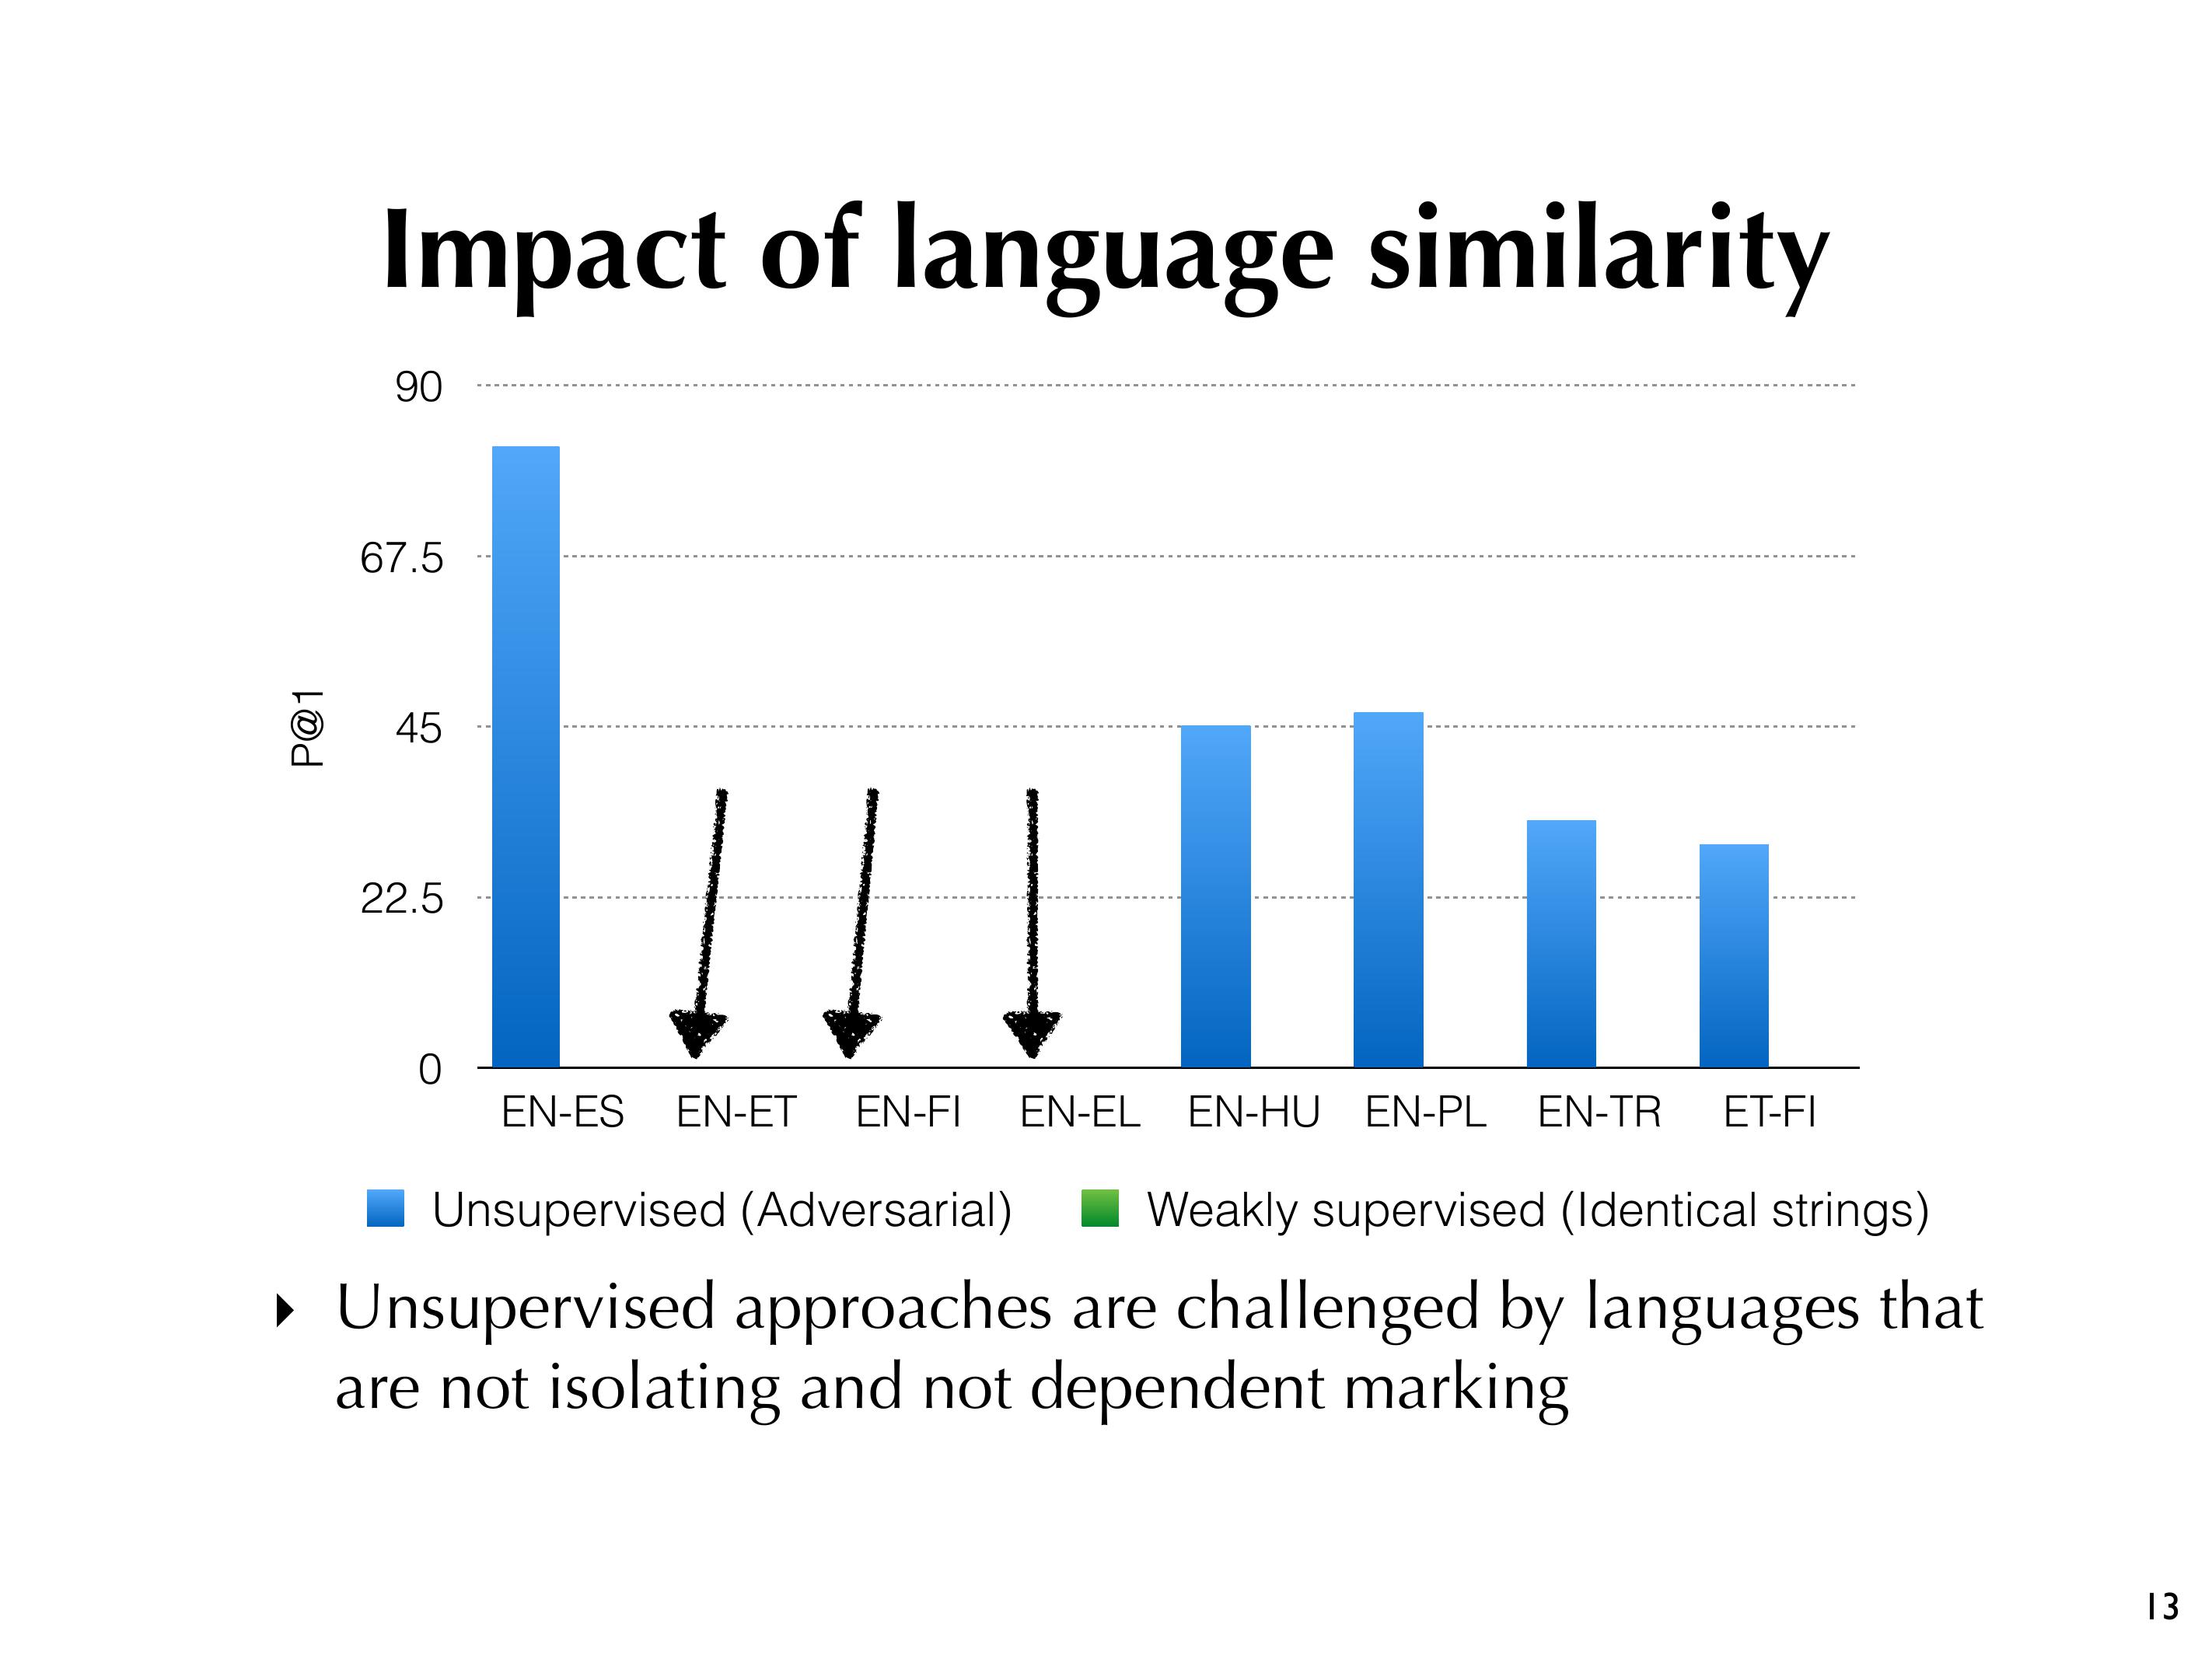 Impact of language similarity
90
67.5
45
22.5
0
P@1
EN-ES EN-ET EN-FI EN-EL EN-HU EN-PL EN-TR ET-FI
Unsupervised (Adversarial) Weakly supervised (Identical strings)
‣ Unsupervised approaches are challenged by languages that
are not isolating and not dependent marking
13